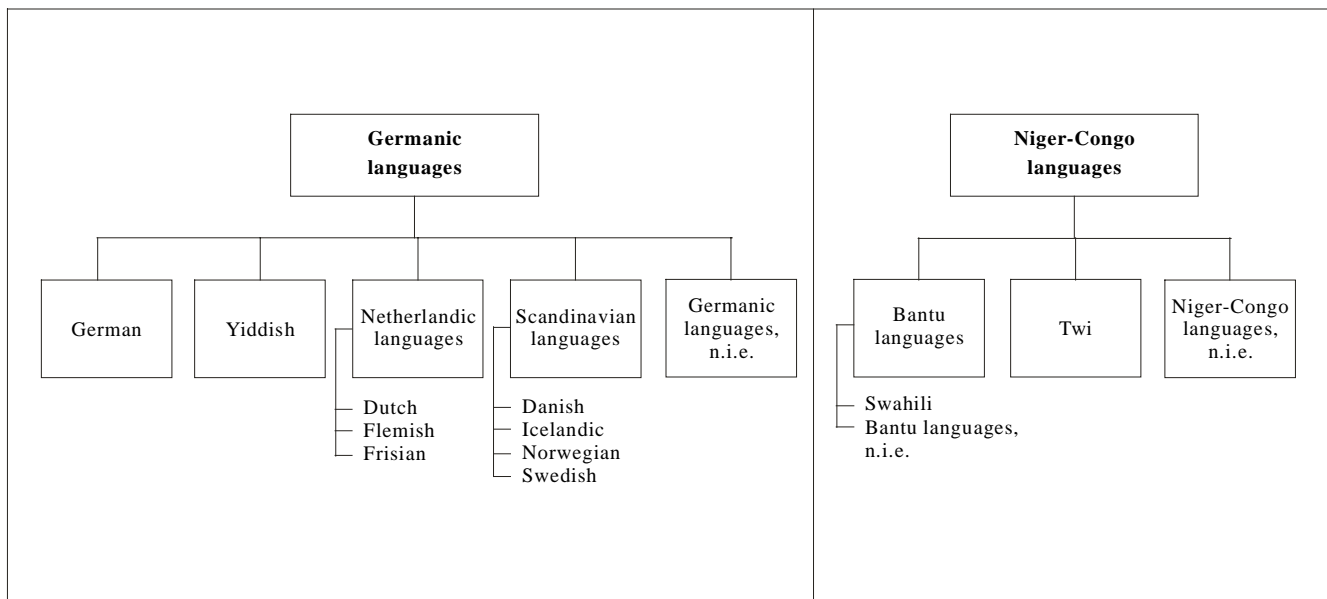 Germanic
languages
German
Yiddish
Netherlandic
languages
Dutch
Flemish
Frisian
Scandinavian
languages
Danish
Icelandic
Norwegian
Swedish
Germanic
languages,
n.i.e.
Niger-Congo
languages
Bantu
languages
Swahili
Bantu languages,
n.i.e.
Twi
Niger-Congo
languages,
n.i.e.